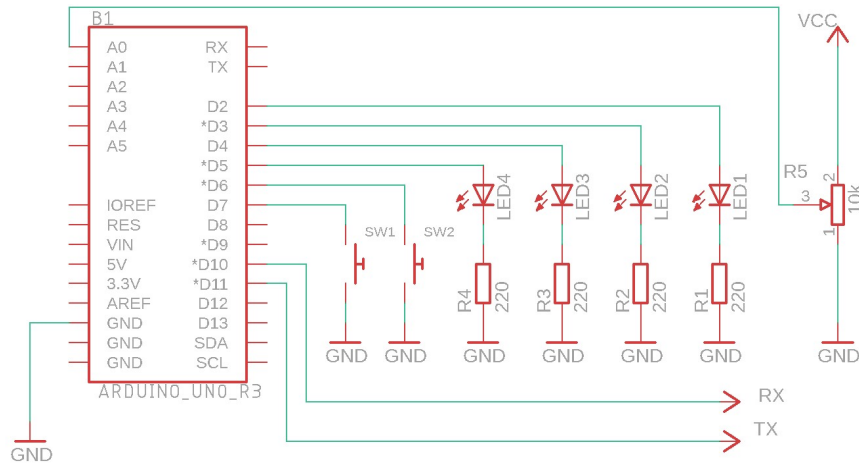 B1
VCC
A0
A1
A2
A3
A4
A5
IOREF
RES
VIN
5V
3.3V
AREF
GND
GND
GND
RX
TX
D2
*D3
D4
*D5
*D6
D7
D8
*D9
*D10
*D11
D12
D13
SDA
SCL
ARDUINO_UNO_R3
GND
SW1
GND
SW2
GND
LED4
R4
220
GND
LED3
R3
220
GND
LED2
R2
220
GND
LED1
R1
220
GND
R5
2
3
1
10k
GND
RX
TX